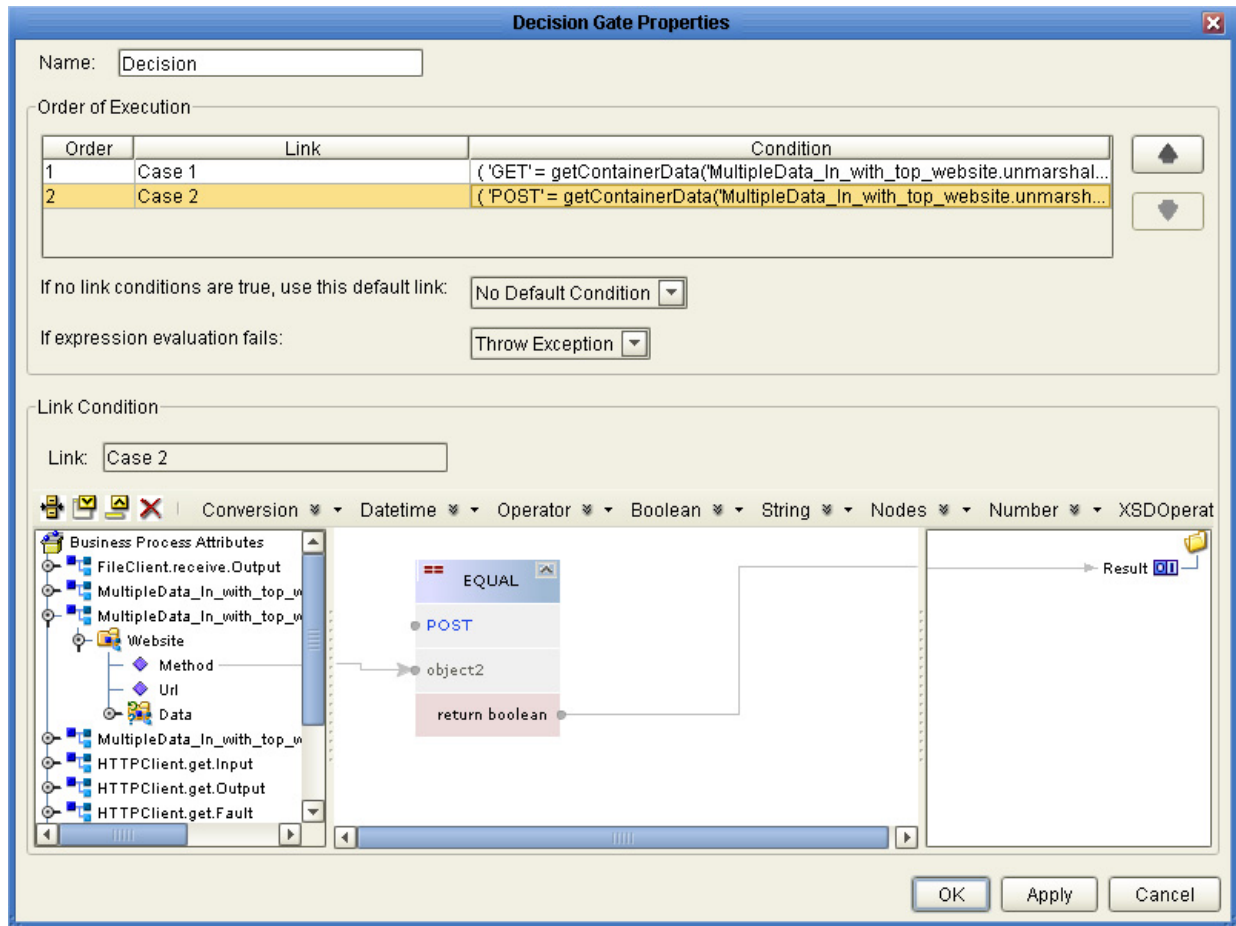 Decision Gate Properties
Name: Decision
Order of Execution
Order Link Condition
1 Case 1 ( 'GET'= getContainerData('MultipleData_In_with_top_website.unmarshal...
2 Case 2 ( 'POST'= getContainerData('MultipleData_In_with_top_website.unmarsh...
If no link conditions are true, use this default link: No Default Condition
If expression evaluation fails: Throw Exception
Link Condition
Link: Case 2
Conversion Datetime Operator Boolean String Nodes Number XSDOperat
Business Process Attributes
FileClient.receive.Output
MultipleData_In_with_top_w
MultipleData_In_with_top_w
Website
Method
Url
Data
MultipleData_In_with_top_w
HTTPClient.get.Input
HTTPClient.get.Output
HTTPClient.get.Fault
== EQUAL
POST
object2
return boolean
Result
OK Apply Cancel